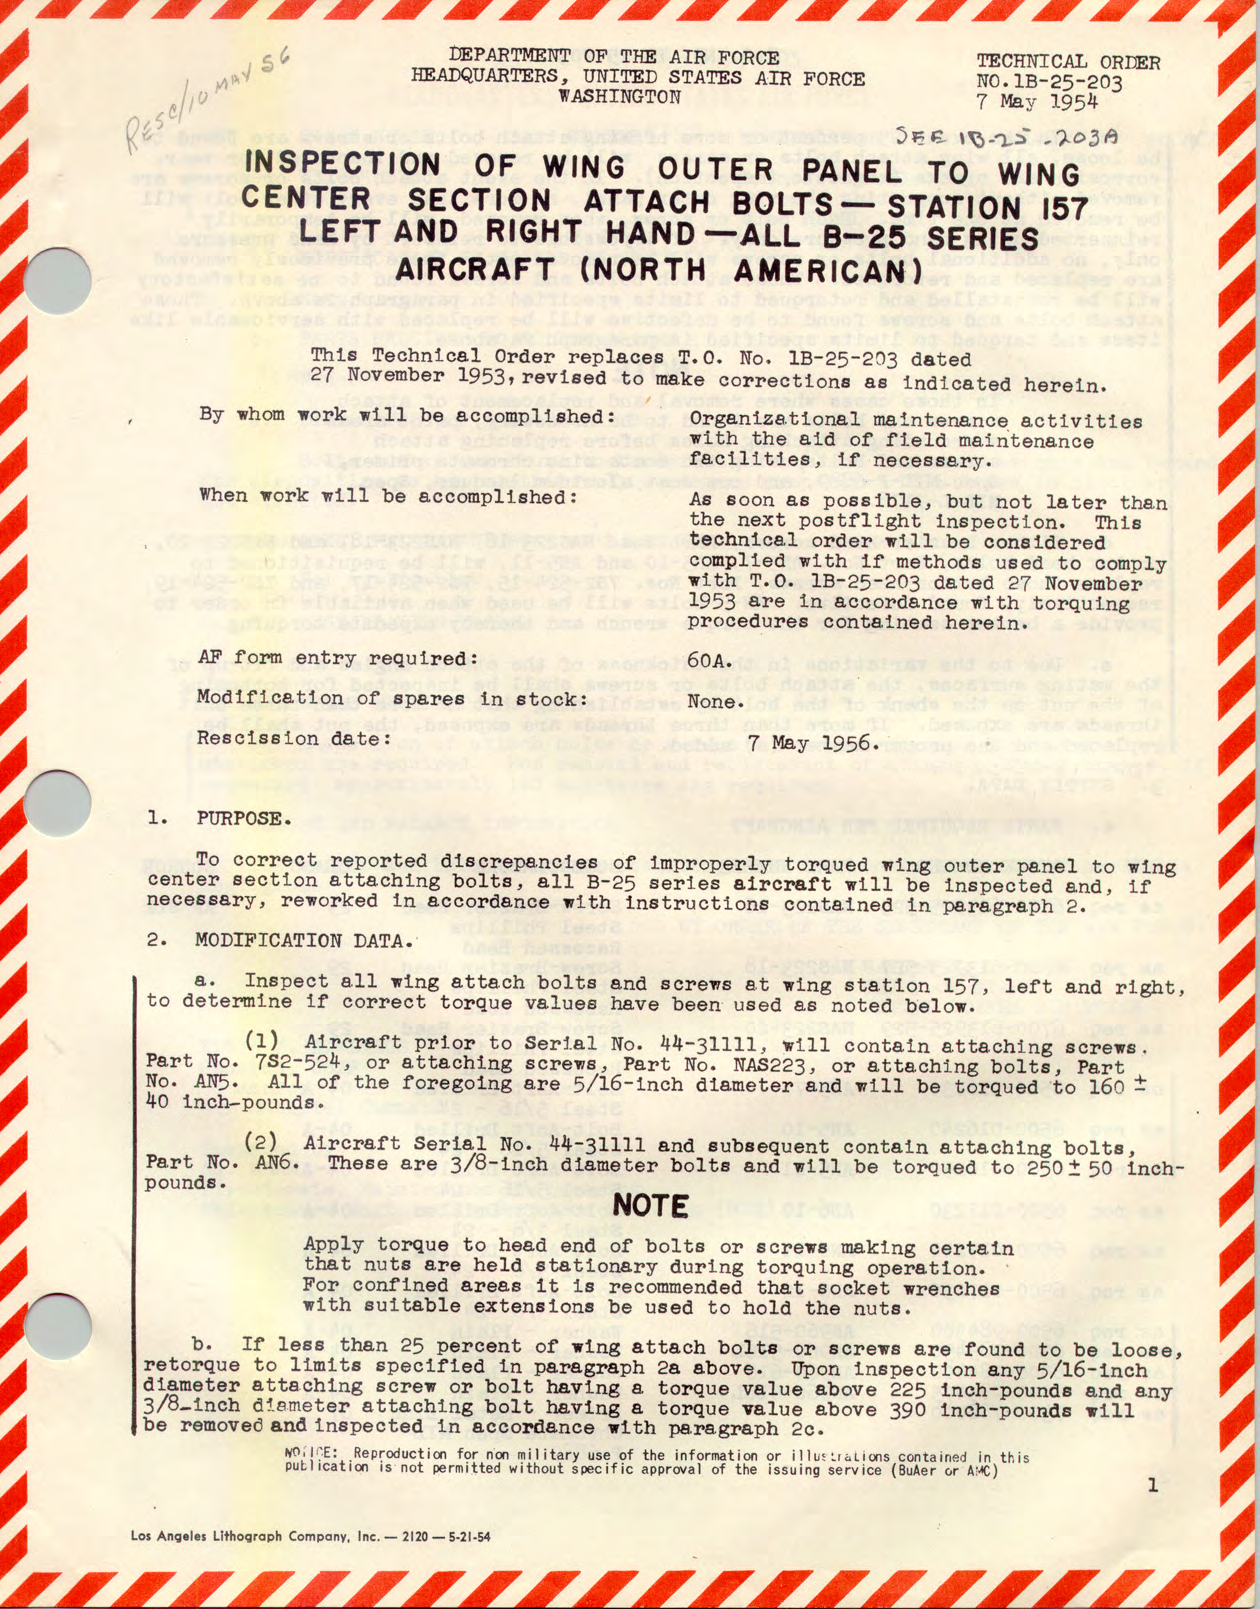 RESC/10 MAY 56
DEPARTMENT OF THE AIR FORCE
HEADQUARTERS, UNITED STATES AIR FORCE
WASHINGTON
TECHNICAL ORDER
NO.1B-25-203
7 May 1954
SEE 1B-25-203A
INSPECTION OF WING OUTER PANEL TO WING
CENTER SECTION ATTACH BOLTS— STATION 157
LEFT AND RIGHT HAND—ALL B-25 SERIES
AIRCRAFT (NORTH AMERICAN)
This Technical Order replaces T.O. No. 1B-25-203 dated
27 November 1953, revised to make corrections as indicated herein.
By whom work will be accomplished: Organizational maintenance activities
with the aid of field maintenance
facilities, if necessary.
When work will be accomplished: As soon as possible, but not later than
the next postflight inspection. This
technical order will be considered
complied with if methods used to comply
with T.O. 1B-25-203 dated 27 November
1953 are in accordance with torquing
procedures contained herein.
AF form entry required: 60A.
Modification of spares in stock: None.
Rescission date: 7 May 1956.
1. PURPOSE.
To correct reported discrepancies of improperly torqued wing outer panel to wing
center section attaching bolts, all B-25 series aircraft will be inspected and, if
necessary, reworked in accordance with instructions contained in paragraph 2.
2. MODIFICATION DATA.
a. Inspect all wing attach bolts and screws at wing station 157, left and right,
to determine if correct torque values have been used as noted below.
(1) Aircraft prior to Serial No. 44-31111, will contain attaching screws,
Part No. 7S2-524, or attaching screws, Part No. NAS223, or attaching bolts, Part
No. AN5. All of the foregoing are 5/16-inch diameter and will be torqued to 160 ±
40 inch-pounds.
(2) Aircraft Serial No. 44-31111 and subsequent contain attaching bolts,
Part No. AN6. These are 3/8-inch diameter bolts and will be torqued to 250 ± 50 inch-
pounds.
NOTE
Apply torque to head end of bolts or screws making certain
that nuts are held stationary during torquing operation.
For confined areas it is recommended that socket wrenches
with suitable extensions be used to hold the nuts.
b. If less than 25 percent of wing attach bolts or screws are found to be loose,
retorque to limits specified in paragraph 2a above. Upon inspection any 5/16-inch
diameter attaching screw or bolt having a torque value above 225 inch-pounds and any
3/8-inch diameter attaching bolt having a torque value above 390 inch-pounds will
be removed and inspected in accordance with paragraph 2c.
NOTICE: Reproduction for non military use of the information or illustrations contained in this
publication is not permitted without specific approval of the issuing service (BuAer or AMC)
1
Los Angeles Lithograph Company, Inc. — 2120 — 5-21-54